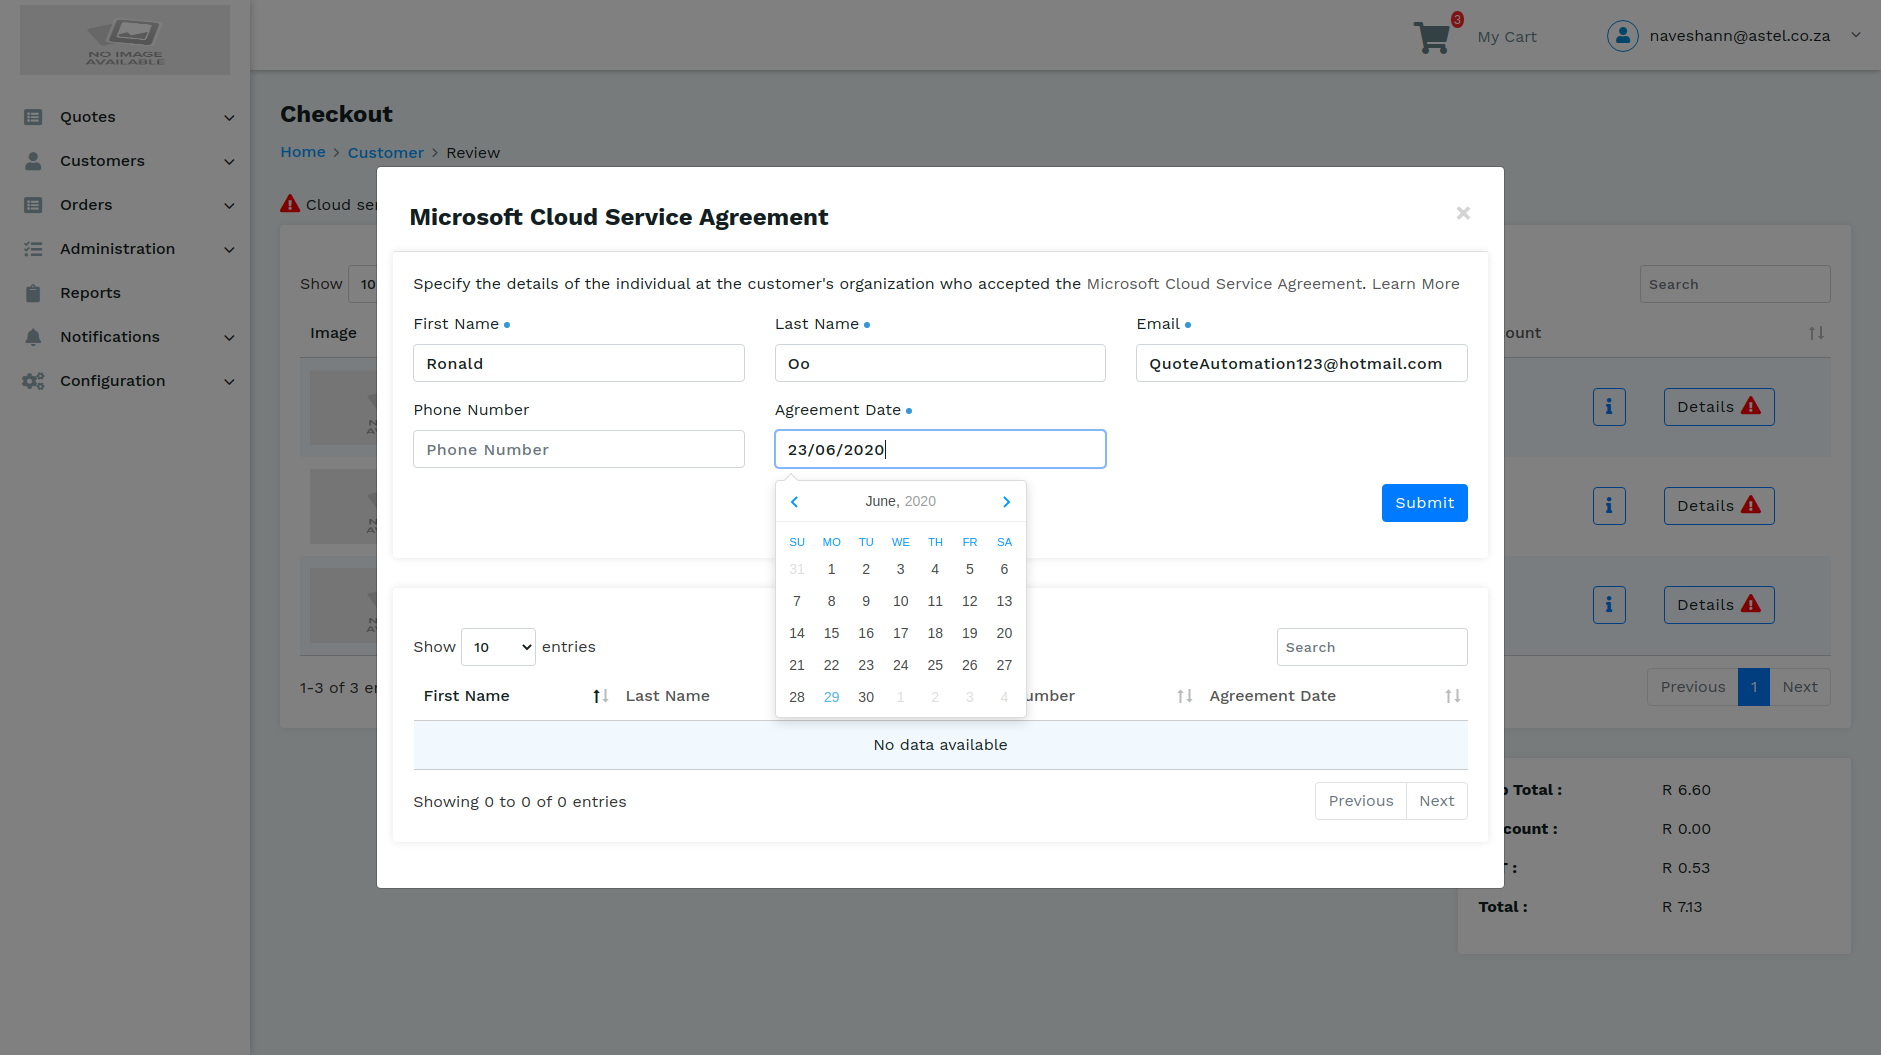 NO IMAGE
AVAILABLE
3
My Cart
naveshann@astel.co.za
Quotes
Customers
Orders
Administration
Reports
Notifications
Configuration
Checkout
Home > Customer > Review
Cloud ser
Show 10
Search
Image
ount
Details
Details
Details
1-3 of 3 en
Previous 1 Next
Total :
R 6.60
count :
R 0.00
:
R 0.53
Total :
R 7.13
Microsoft Cloud Service Agreement
×
Specify the details of the individual at the customer's organization who accepted the Microsoft Cloud Service Agreement. Learn More
First Name
Last Name
Email
Ronald
Oo
QuoteAutomation123@hotmail.com
Phone Number
Agreement Date
Phone Number
23/06/2020
June, 2020
SU MO TU WE TH FR SA
31 1 2 3 4 5 6
7 8 9 10 11 12 13
14 15 16 17 18 19 20
21 22 23 24 25 26 27
28 29 30 1 2 3 4
Submit
Show 10 entries
Search
First Name Last Name umber Agreement Date
No data available
Showing 0 to 0 of 0 entries
Previous Next